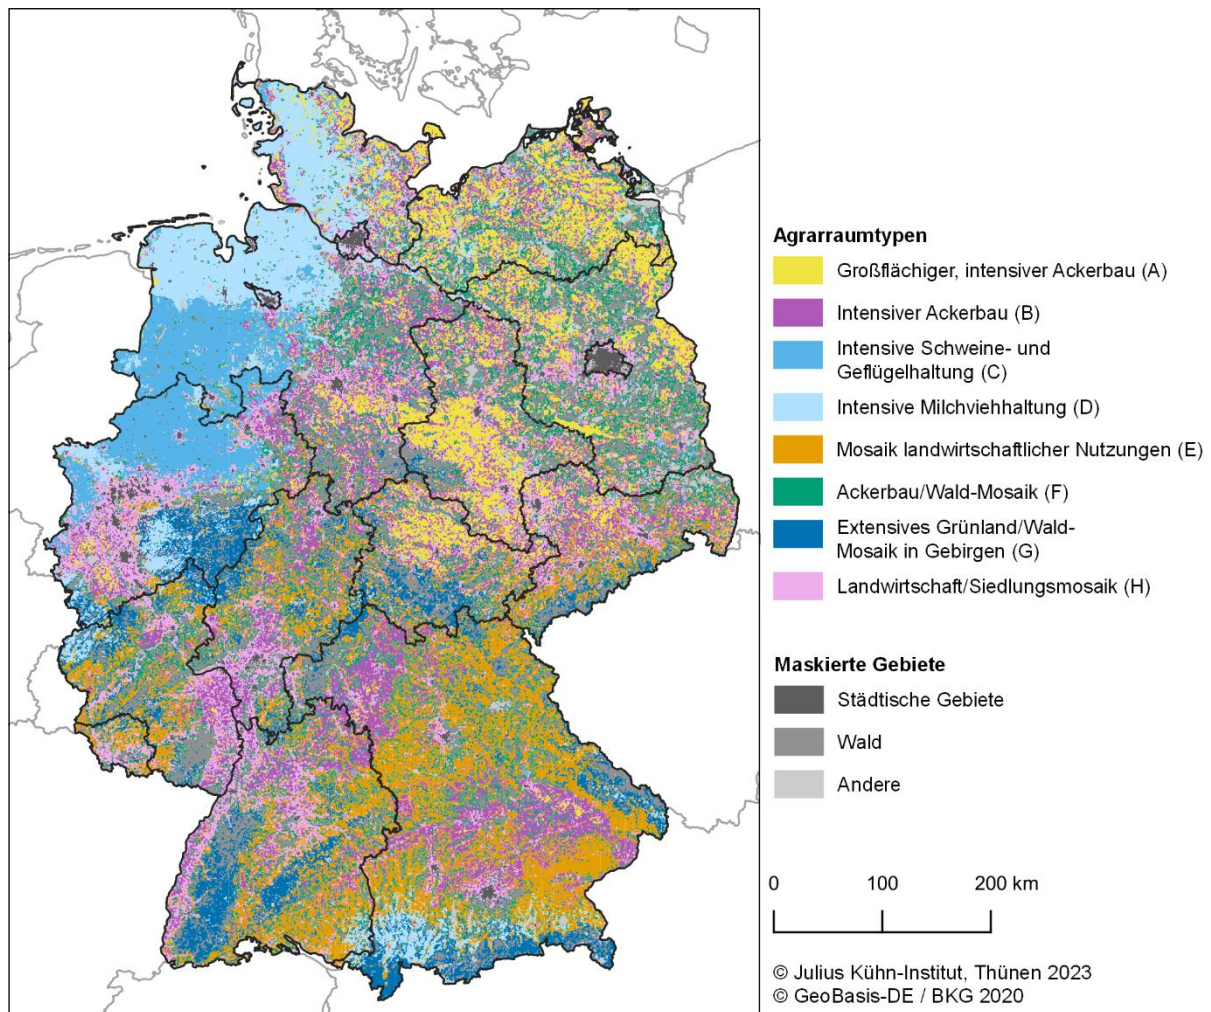 Agrarraumtypen
Großflächiger, intensiver Ackerbau (A)
Intensiver Ackerbau (B)
Intensive Schweine- und
Geflügelhaltung (C)
Intensive Milchviehhaltung (D)
Mosaik landwirtschaftlicher Nutzungen (E)
Ackerbau/Wald-Mosaik (F)
Extensives Grünland/Wald-
Mosaik in Gebirgen (G)
Landwirtschaft/Siedlungsmosaik (H)
Maskierte Gebiete
Städtische Gebiete
Wald
Andere
0 100 200 km
© Julius Kühn-Institut, Thünen 2023
© GeoBasis-DE / BKG 2020